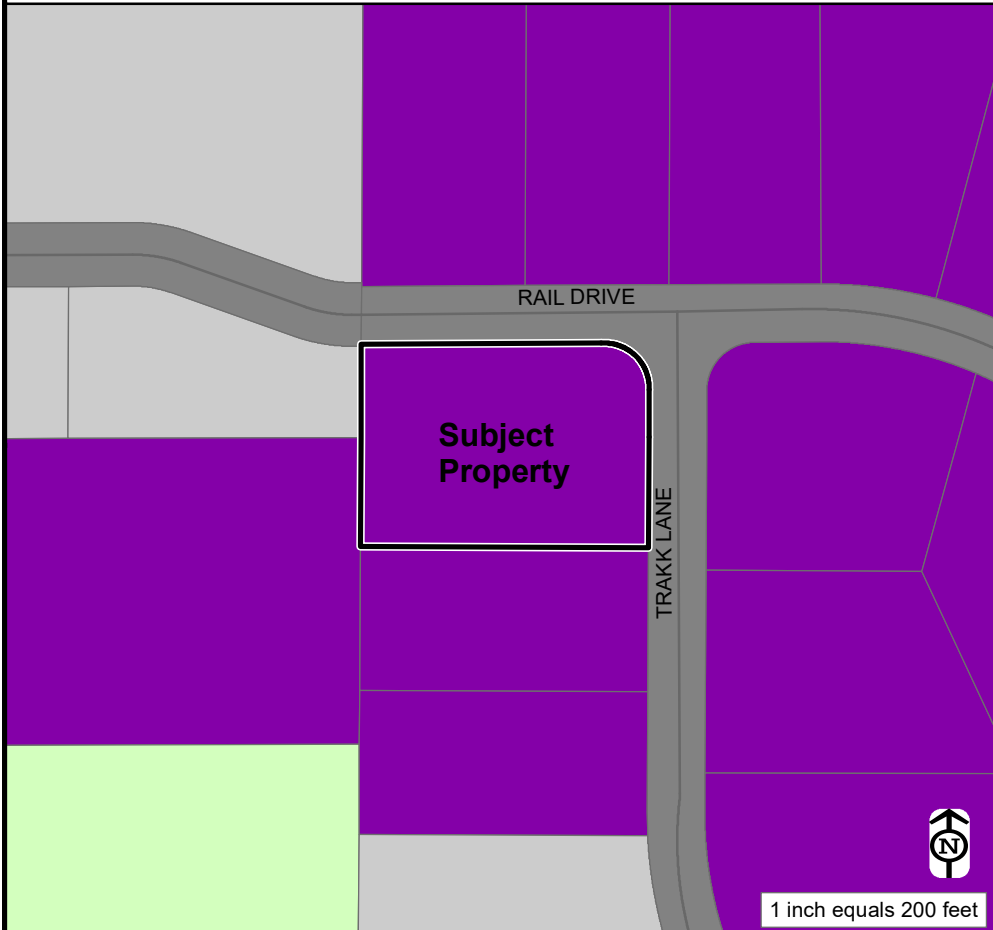 RAIL DRIVE
Subject
Property
TRAKK LANE
N
1 inch equals 200 feet